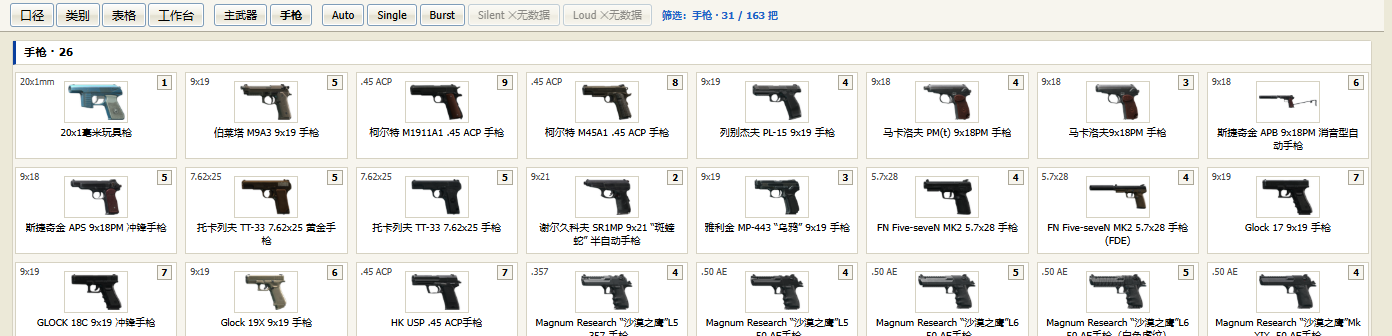 口径 类别 表格 工作台 主武器 手枪 Auto Single Burst Silent ╳无数据 Loud ╳无数据 筛选：手枪 · 31 / 163 把
手枪 · 26
20x1mm 1 9x19 5 .45 ACP 9 .45 ACP 8 9x19 4 9x18 4 9x18 3 9x18 6
20x1毫米玩具枪 伯莱塔 M9A3 9x19 手枪 柯尔特 M1911A1 .45 ACP 手枪 柯尔特 M45A1 .45 ACP 手枪 列别杰夫 PL-15 9x19 手枪 马卡洛夫 PM(t) 9x18PM 手枪 马卡洛夫9x18PM 手枪 斯捷奇金 APB 9x18PM 消音型自
动手枪
9x18 5 7.62x25 5 7.62x25 5 9x21 2 9x19 3 5.7x28 4 5.7x28 4 9x19 7
斯捷奇金 APS 9x18PM 冲锋手枪 托卡列夫 TT-33 7.62x25 黄金手 托卡列夫 TT-33 7.62x25 手枪 谢尔久科夫 SR1MP 9x21 “斑蝰 雅利金 MP-443 “乌鸦” 9x19 手枪 FN Five-seveN MK2 5.7x28 手枪 FN Five-seveN MK2 5.7x28 手枪 Glock 17 9x19 手枪
枪 蛇” 半自动手枪 (FDE)
9x19 7 9x19 6 .45 ACP 7 .357 4 .50 AE 4 .50 AE 5 .50 AE 5 .50 AE 4
GLOCK 18C 9x19 冲锋手枪 Glock 19X 9x19 手枪 HK USP .45 ACP手枪 Magnum Research “沙漠之鹰”L5 Magnum Research “沙漠之鹰”L5 Magnum Research “沙漠之鹰”L6 Magnum Research “沙漠之鹰”L6 Magnum Research “沙漠之鹰”Mk
.357 手枪 .50 AE手枪 .50 AE手枪